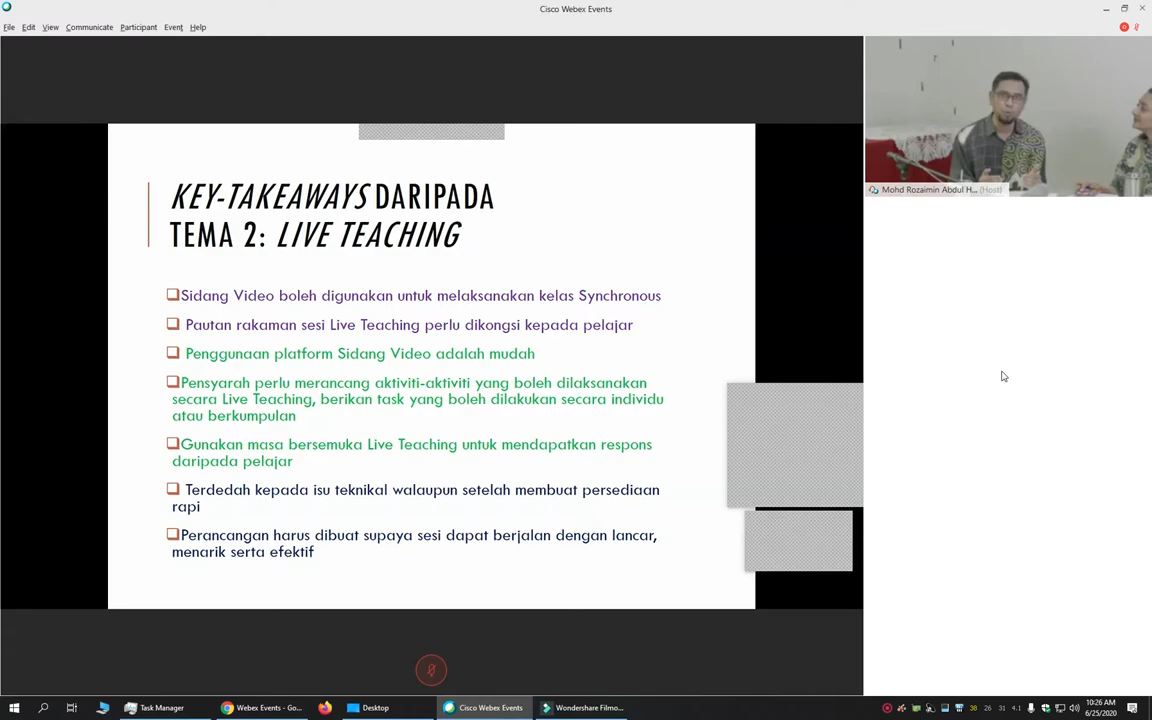 Cisco Webex Events
File Edit View Communicate Participant Event Help
KEY-TAKEAWAYS DARIPADA
TEMA 2: LIVE TEACHING
Sidang Video boleh digunakan untuk melaksanakan kelas Synchronous
Pautan rakaman sesi Live Teaching perlu dikongsi kepada pelajar
Penggunaan platform Sidang Video adalah mudah
Pensyarah perlu merancang aktiviti-aktiviti yang boleh dilaksanakan
secara Live Teaching, berikan task yang boleh dilakukan secara individu
atau berkumpulan
Gunakan masa bersemuka Live Teaching untuk mendapatkan respons
daripada pelajar
Terdedah kepada isu teknikal walaupun setelah membuat persediaan
rapi
Perancangan harus dibuat supaya sesi dapat berjalan dengan lancar,
menarik serta efektif
Mohd Rozaimin Abdul H... (Host)
Task Manager
Webex Events - Go...
Desktop
Cisco Webex Events
Wondershare Filmo...
38 26 31 4.1
10:26 AM
6/25/2020